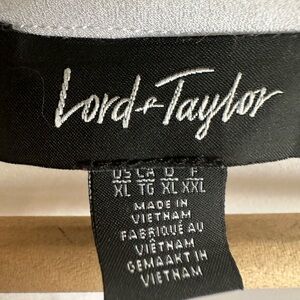 Lord & Taylor
US CA D F
XL TG XL XXL
MADE IN
VIETNAM
FABRIQUÉ AU
VIÊTNAM
GEMAAKT IN
VIETNAM